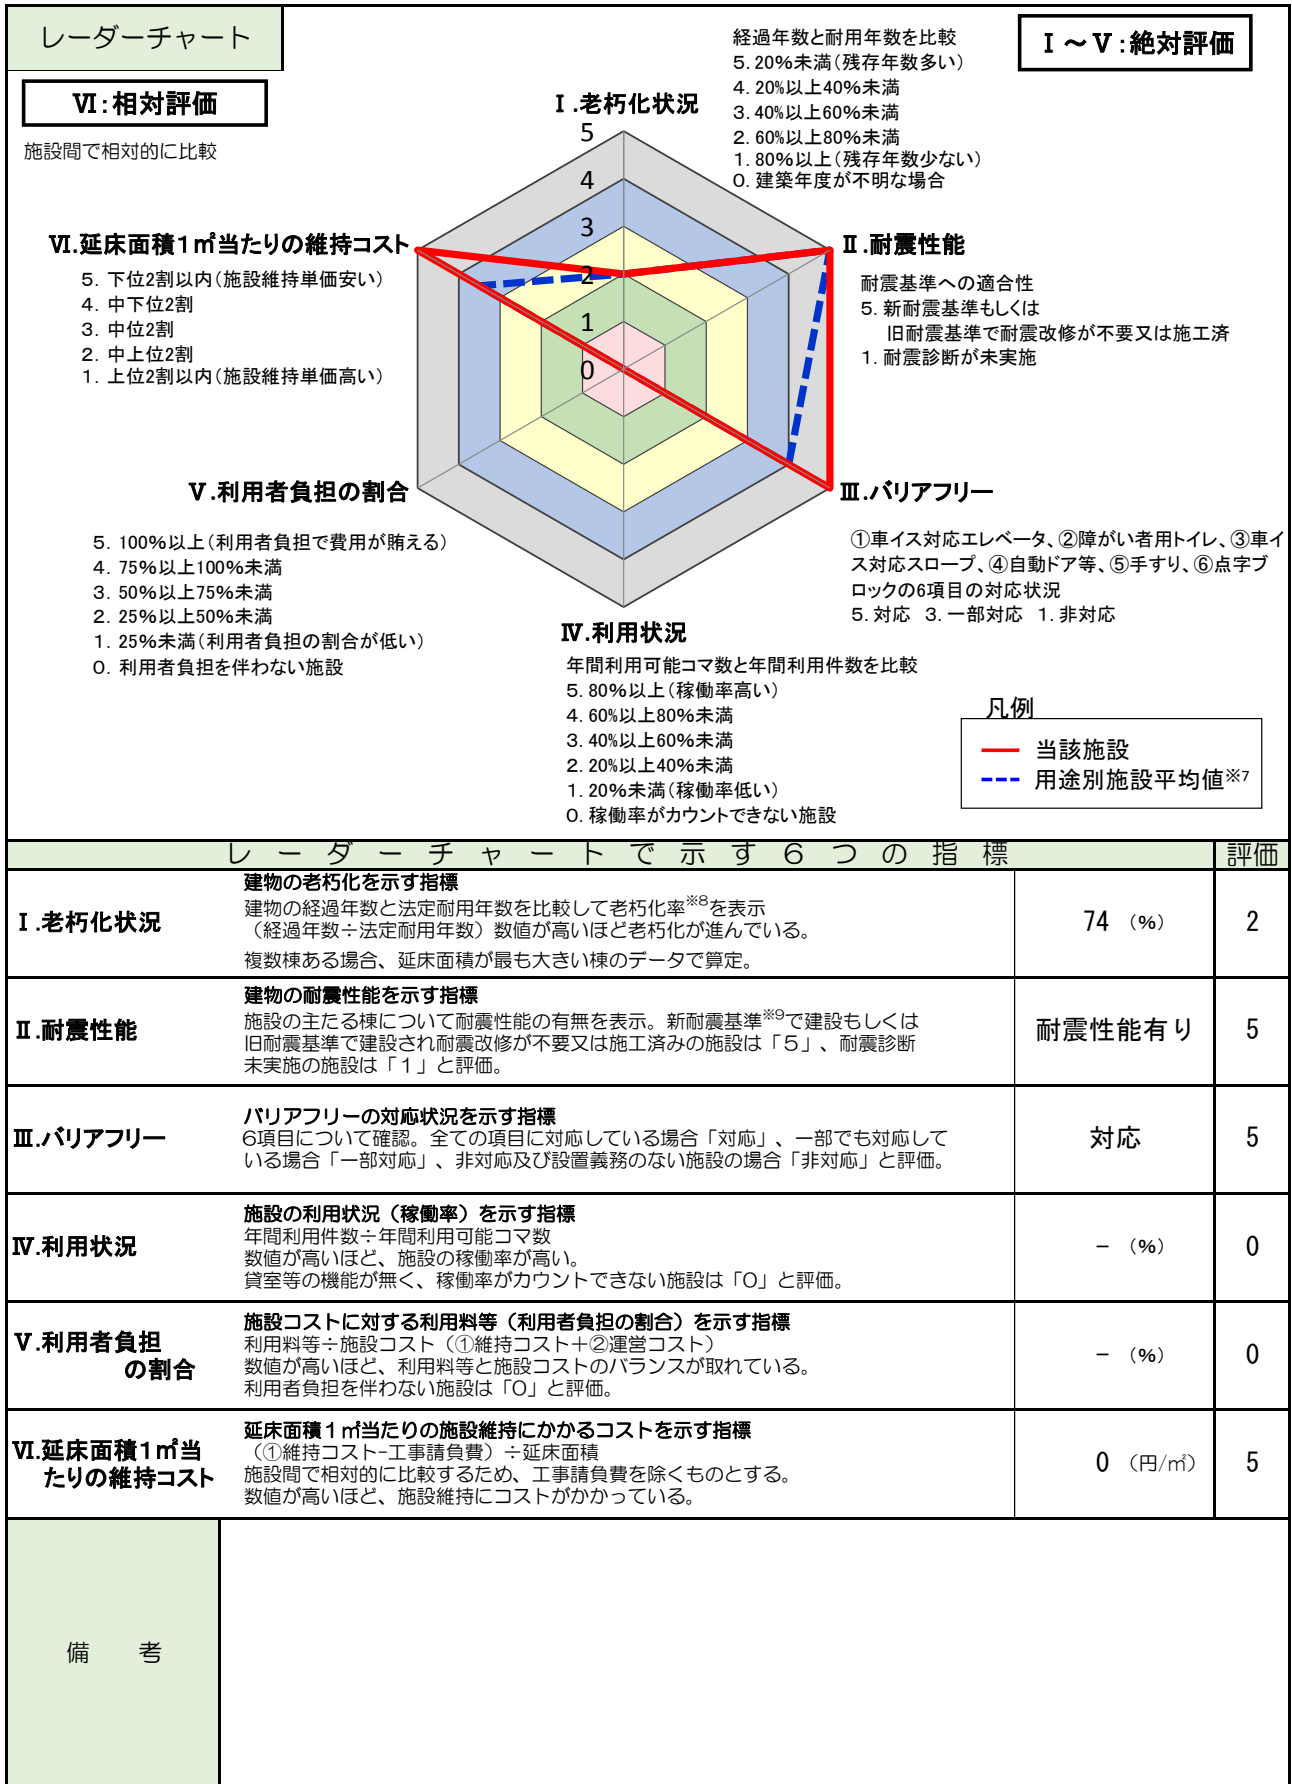 レーダーチャート
Ⅰ～Ⅴ：絶対評価
Ⅵ：相対評価
施設間で相対的に比較
Ⅰ.老朽化状況
経過年数と耐用年数を比較
5. 20％未満（残存年数多い）
4. 20％以上40％未満
3. 40％以上60％未満
2. 60％以上80％未満
1. 80％以上（残存年数少ない）
0. 建築年度が不明な場合
5
4
3
2
1
0
Ⅵ.延床面積1㎡当たりの維持コスト
5. 下位2割以内（施設維持単価安い）
4. 中下位2割
3. 中位2割
2. 中上位2割
1. 上位2割以内（施設維持単価高い）
Ⅱ.耐震性能
耐震基準への適合性
5. 新耐震基準もしくは
旧耐震基準で耐震改修が不要又は施工済
1. 耐震診断が未実施
Ⅴ.利用者負担の割合
5. 100％以上（利用者負担で費用が賄える）
4. 75％以上100％未満
3. 50％以上75％未満
2. 25％以上50％未満
1. 25％未満（利用者負担の割合が低い）
0. 利用者負担を伴わない施設
Ⅲ.バリアフリー
①車イス対応エレベータ、②障がい者用トイレ、③車イ
ス対応スロープ、④自動ドア等、⑤手すり、⑥点字ブ
ロックの6項目の対応状況
5. 対応 3. 一部対応 1. 非対応
Ⅳ.利用状況
年間利用可能コマ数と年間利用件数を比較
5. 80％以上（稼働率高い）
4. 60％以上80％未満
3. 40％以上60％未満
2. 20％以上40％未満
1. 20％未満（稼働率低い）
0. 稼働率がカウントできない施設
凡例
当該施設
用途別施設平均値※7
レーダーチャートで示す６つの指標 評価
Ⅰ.老朽化状況
建物の老朽化を示す指標
建物の経過年数と法定耐用年数を比較して老朽化率※8を表示
（経過年数÷法定耐用年数）数値が高いほど老朽化が進んでいる。
複数棟ある場合、延床面積が最も大きい棟のデータで算定。
74 （％） 2
Ⅱ.耐震性能
建物の耐震性能を示す指標
施設の主たる棟について耐震性能の有無を表示。新耐震基準※9で建設もしくは
旧耐震基準で建設され耐震改修が不要又は施工済みの施設は「５」、耐震診断
未実施の施設は「１」と評価。
耐震性能有り 5
Ⅲ.バリアフリー
バリアフリーの対応状況を示す指標
6項目について確認。全ての項目に対応している場合「対応」、一部でも対応して
いる場合「一部対応」、非対応及び設置義務のない施設の場合「非対応」と評価。
対応 5
Ⅳ.利用状況
施設の利用状況（稼働率）を示す指標
年間利用件数÷年間利用可能コマ数
数値が高いほど、施設の稼働率が高い。
貸室等の機能が無く、稼働率がカウントできない施設は「０」と評価。
－ （％） 0
Ⅴ.利用者負担
の割合
施設コストに対する利用料等（利用者負担の割合）を示す指標
利用料等÷施設コスト（①維持コスト＋②運営コスト）
数値が高いほど、利用料等と施設コストのバランスが取れている。
利用者負担を伴わない施設は「０」と評価。
－ （％） 0
Ⅵ.延床面積1㎡当
たりの維持コスト
延床面積１㎡当たりの施設維持にかかるコストを示す指標
（①維持コスト-工事請負費）÷延床面積
施設間で相対的に比較するため、工事請負費を除くものとする。
数値が高いほど、施設維持にコストがかかっている。
0 （円/㎡） 5
備 考